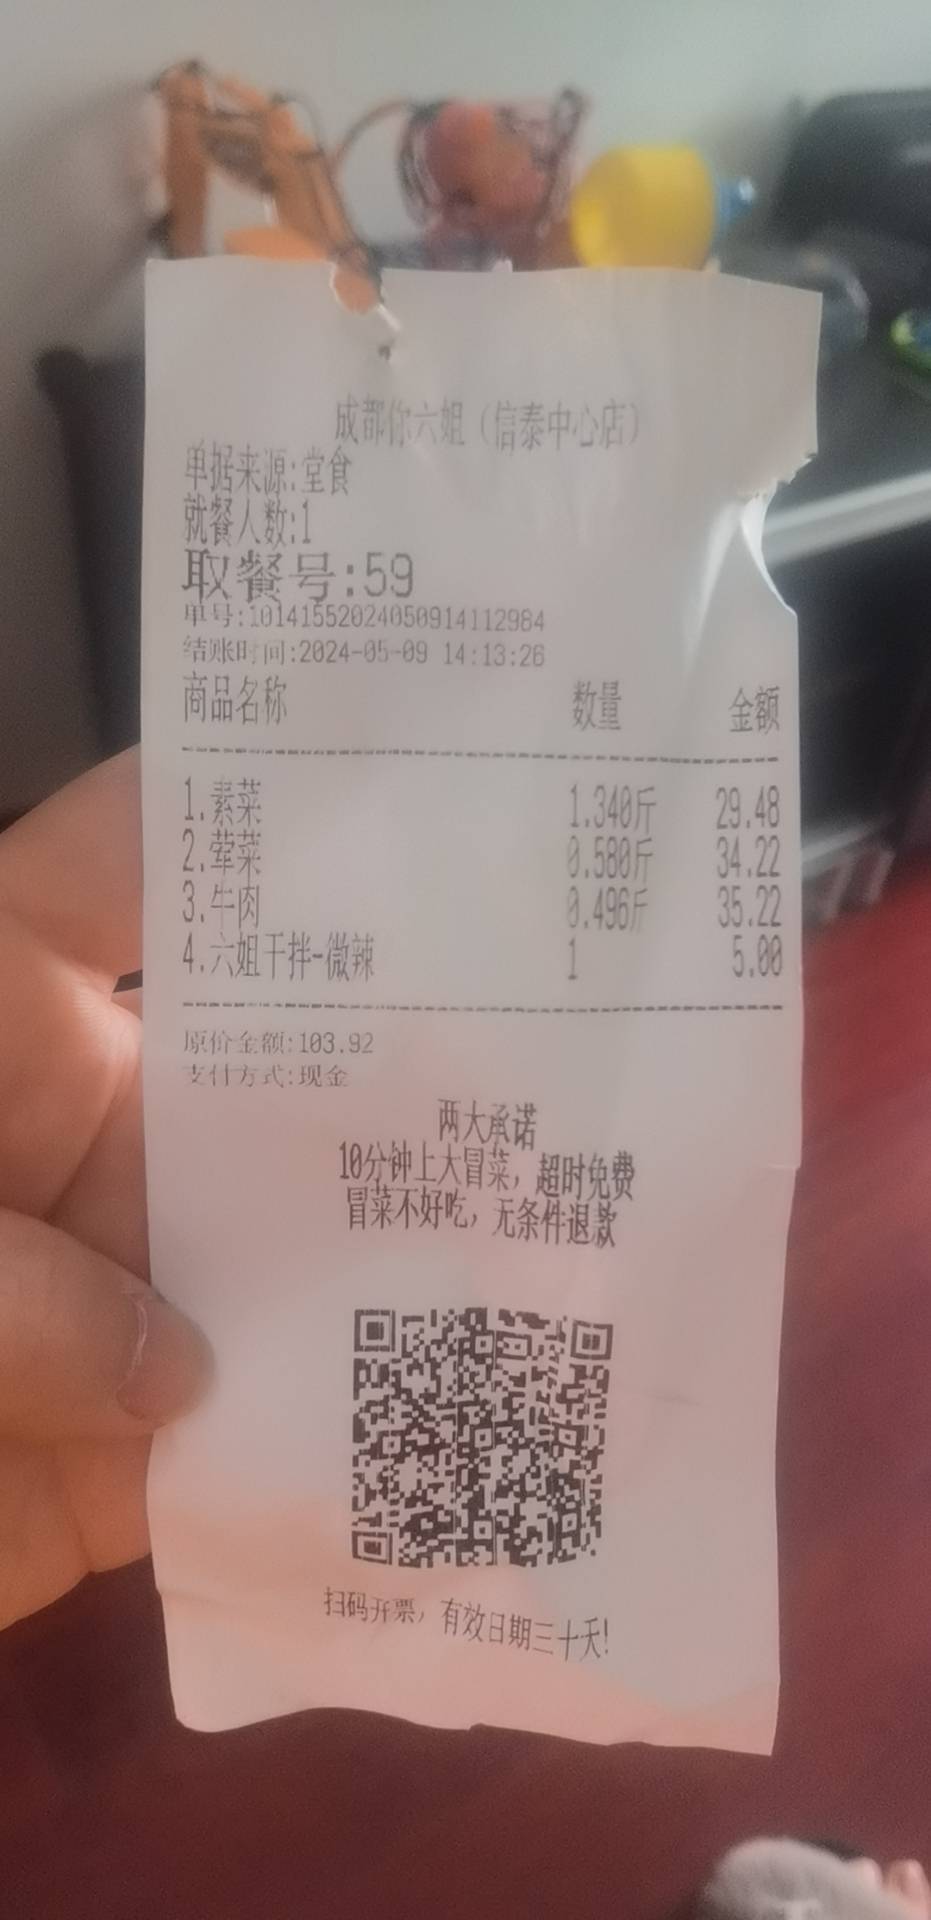 成都你六姐（信泰中心店）
单据来源:堂食
就餐人数:1
取餐号:59
单号:10141552024050914112984
结账时间:2024-05-09 14:13:26
商品名称 数量 金额
1.素菜 1.340斤 29.48
2.荤菜 0.580斤 34.22
3.牛肉 0.496斤 35.22
4.六姐干拌-微辣 1 5.00
原价金额:103.92
支付方式:现金
两大承诺
10分钟上大冒菜，超时免费
冒菜不好吃，无条件退款
扫码开票，有效日期三十天!